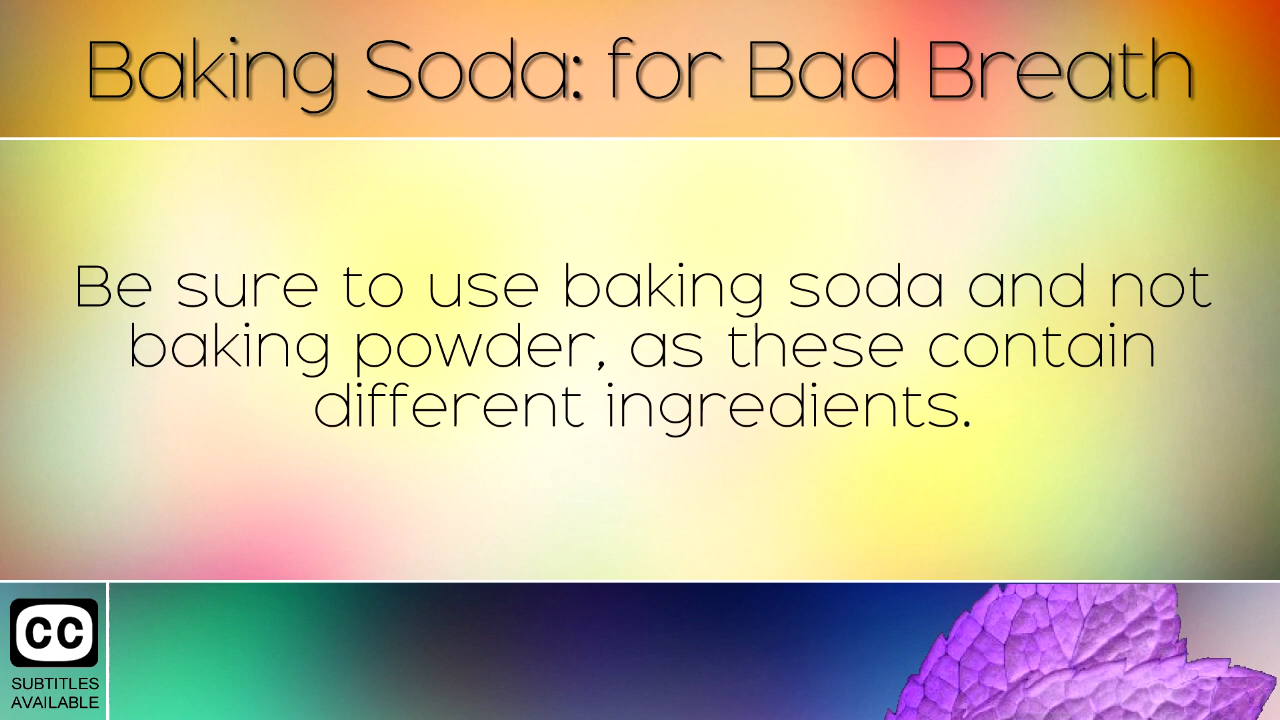 Baking Soda: for Bad Breath
Be sure to use baking soda and not
baking powder, as these contain
different ingredients.
CC
SUBTITLES
AVAILABLE